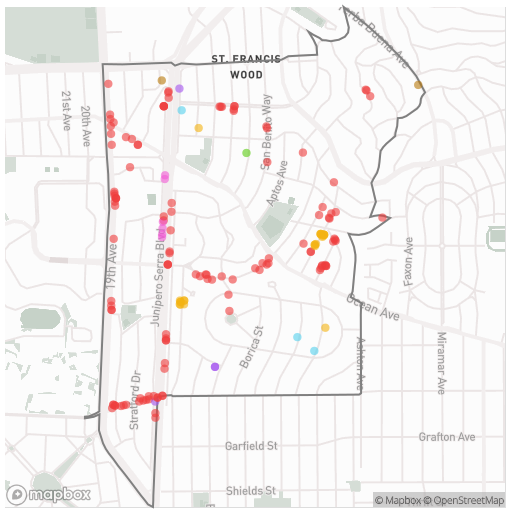 Yerba Buena Ave
ST. FRANCIS
WOOD
21st Ave
20th Ave
San Benito Way
Aptos Ave
19th Ave
Junipero Serra Blvd
Faxon Ave
Ocean Ave
Borica St
Ashton Ave
Miramar Ave
Stratford Dr
Garfield St
Grafton Ave
Shields St
mapbox
© Mapbox © OpenStreetMap